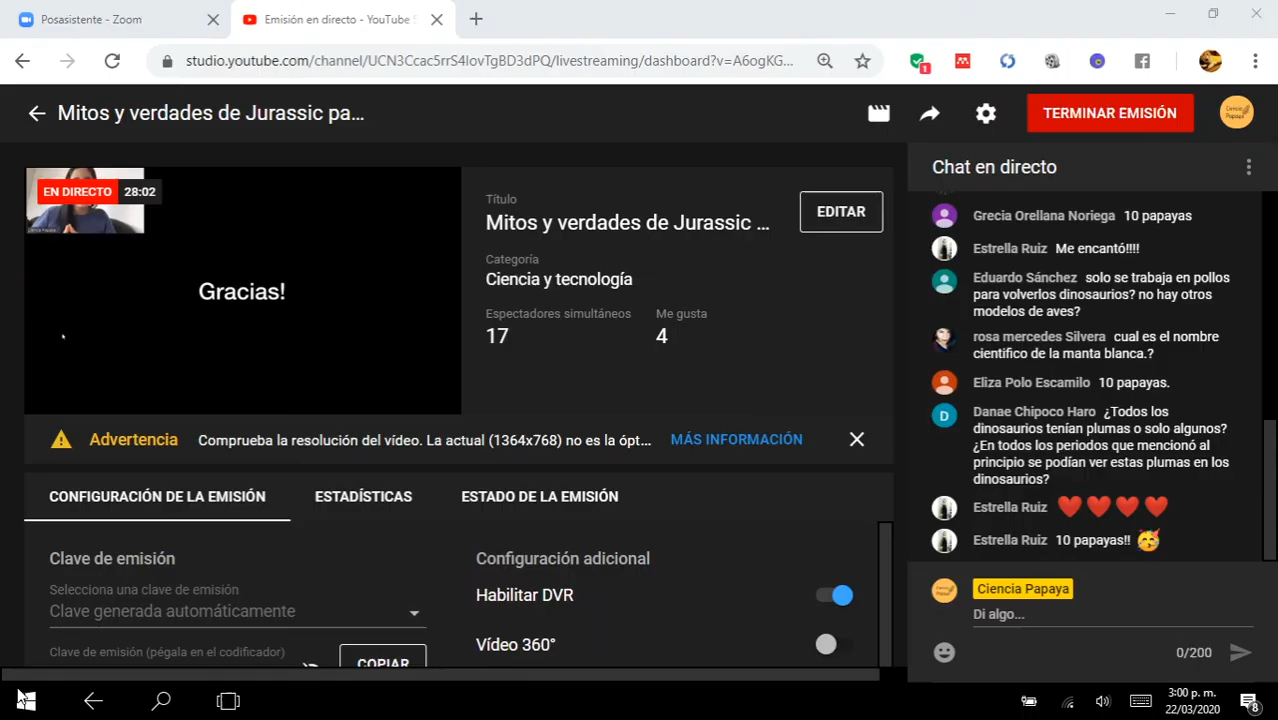 Posasistente - Zoom
Emisión en directo - YouTube S
studio.youtube.com/channel/UCN3Ccac5rrS4IovTgBD3dPQ/livestreaming/dashboard?v=A6ogKG...
1
Mitos y verdades de Jurassic pa...
TERMINAR EMISIÓN
Ciencia Papaya
EN DIRECTO 28:02
Ciencia Papaya
Gracias!
Título
Mitos y verdades de Jurassic ...
EDITAR
Categoría
Ciencia y tecnología
Espectadores simultáneos
17
Me gusta
4
Advertencia
Comprueba la resolución del vídeo. La actual (1364x768) no es la ópt...
MÁS INFORMACIÓN
CONFIGURACIÓN DE LA EMISIÓN
ESTADÍSTICAS
ESTADO DE LA EMISIÓN
Clave de emisión
Selecciona una clave de emisión
Clave generada automáticamente
Clave de emisión (pégala en el codificador)
COPIAR
Configuración adicional
Habilitar DVR
Vídeo 360°
Chat en directo
Grecia Orellana Noriega 10 papayas
Estrella Ruiz Me encantó!!!!
Eduardo Sánchez solo se trabaja en pollos
para volverlos dinosaurios? no hay otros
modelos de aves?
rosa mercedes Silvera cual es el nombre
cientifico de la manta blanca.?
Eliza Polo Escamilo 10 papayas.
D
Danae Chipoco Haro ¿Todos los
dinosaurios tenían plumas o solo algunos?
¿En todos los periodos que mencionó al
principio se podían ver estas plumas en los
dinosaurios?
Estrella Ruiz ❤️❤️❤️❤️
Estrella Ruiz 10 papayas!! 🥳
Ciencia Papaya
Di algo...
0/200
3:00 p. m.
22/03/2020
8